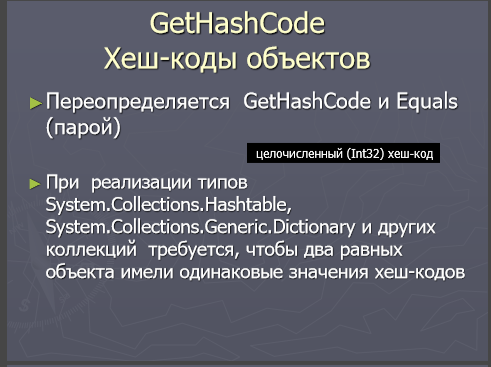 GetHashCode
Хеш-коды объектов
Переопределяется GetHashCode и Equals
(парой)
целочисленный (Int32) хеш-код
При реализации типов
System.Collections.Hashtable,
System.Collections.Generic.Dictionary и других
коллекций требуется, чтобы два равных
объекта имели одинаковые значения хеш-кодов